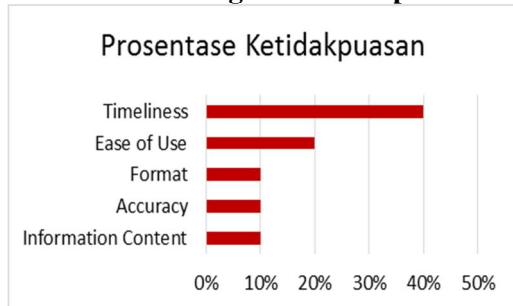 Prosentase Ketidakpuasan
Timeliness
Ease of Use
Format
Accuracy
Information Content
0% 10% 20% 30% 40% 50%